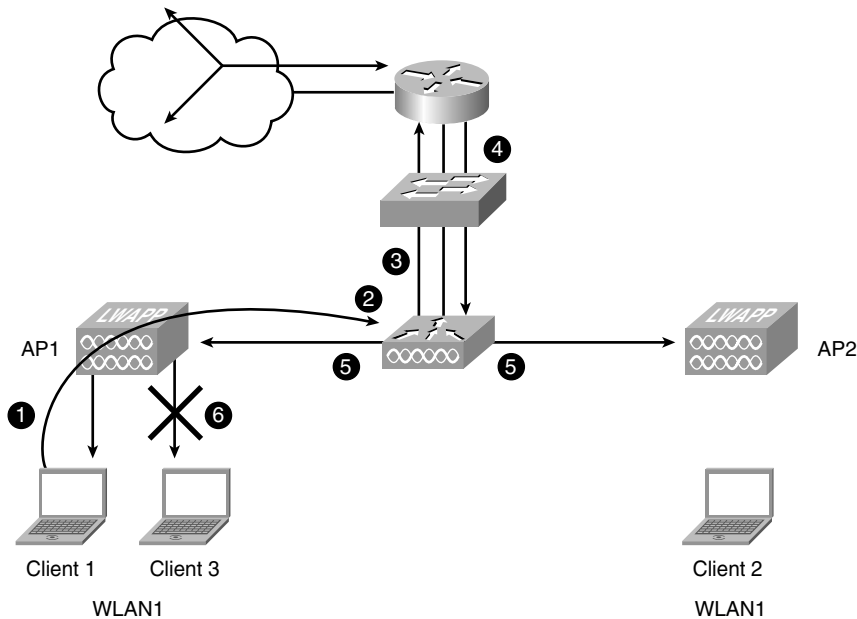 4
3
2
LWAPP
LWAPP
AP1
AP2
5
5
1
6
Client 1
Client 3
Client 2
WLAN1
WLAN1